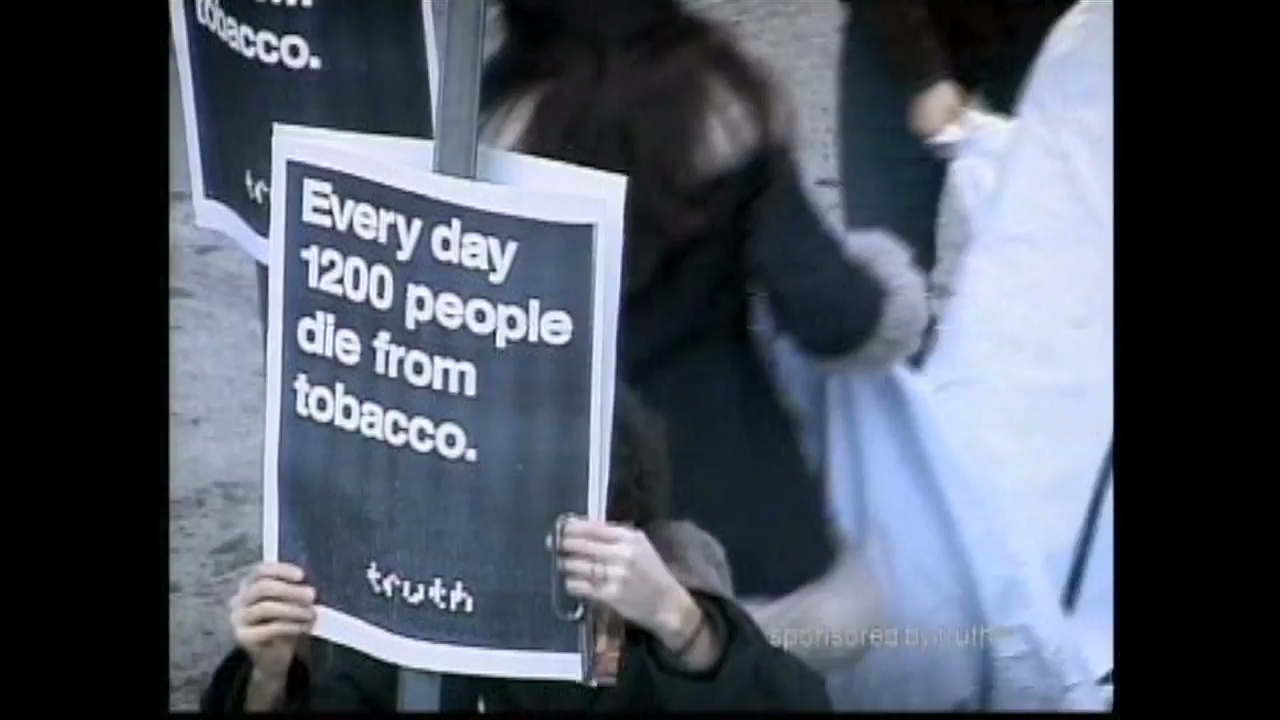 tobacco.
Every day
1200 people
die from
tobacco.
truth
sponsored by truth